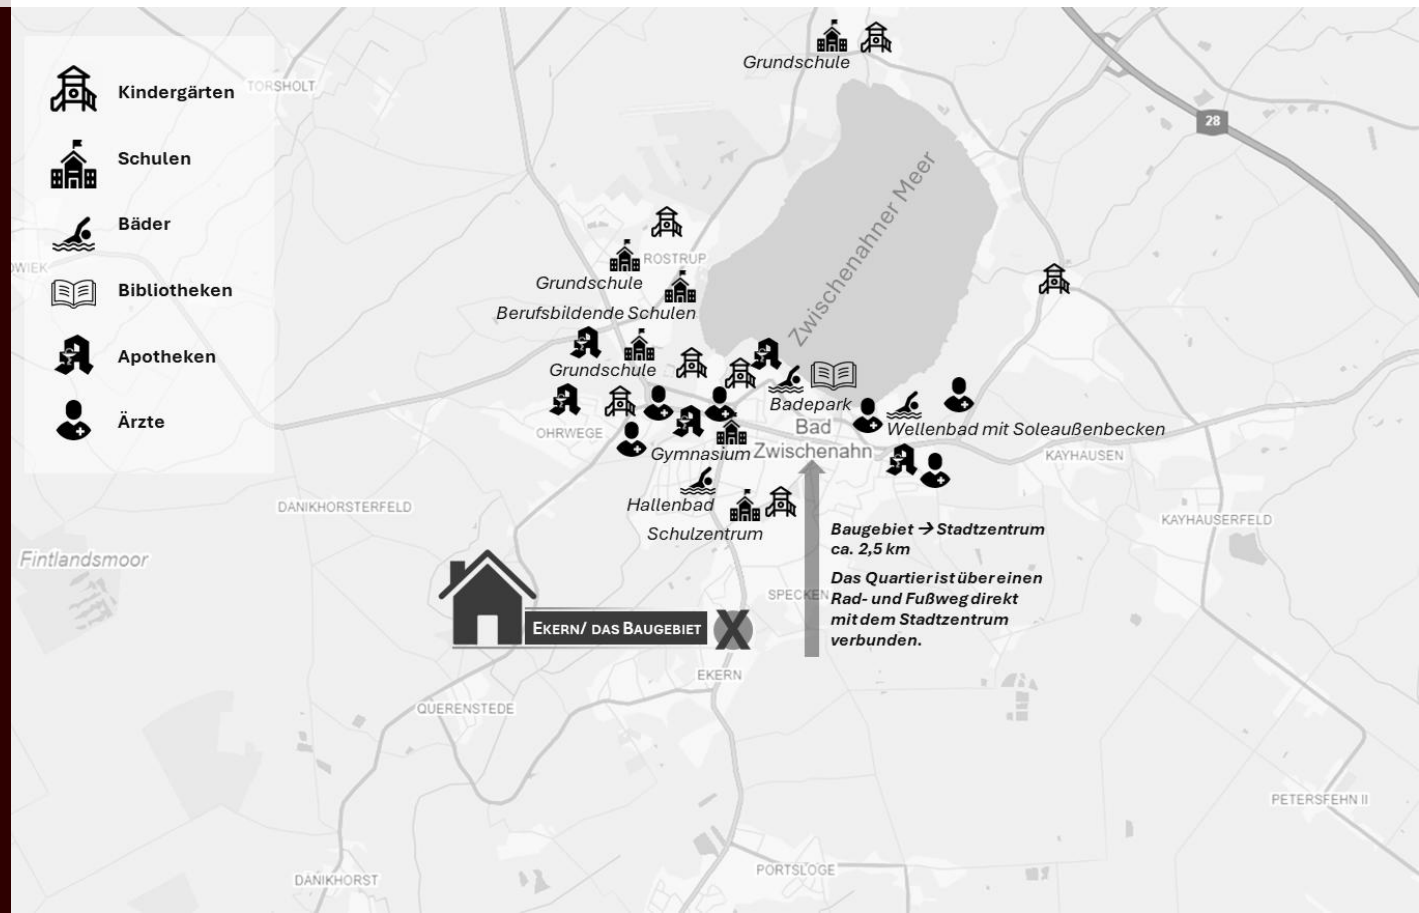 Grundschule
28
Kindergärten
TORSHOLT
Schulen
Bäder
Bibliotheken
Apotheken
Ärzte
Zwischenahner Meer
ROSTRUP
Grundschule
Berufsbildende Schulen
Grundschule
Badepark
OHRWEGE
Bad
Zwischenahn
Wellenbad mit Soleaußenbecken
Gymnasium
KAYHAUSEN
Hallenbad
Schulzentrum
DÄNIKHORSTERFELD
KAYHAUSERFELD
Fintlandsmoor
Baugebiet → Stadtzentrum
ca. 2,5 km
Das Quartier ist über einen
Rad- und Fußweg direkt
mit dem Stadtzentrum
verbunden.
SPECKEN
EKERN/ DAS BAUGEBIET
X
EKERN
QUERENSTEDE
PETERSFEHN II
PORTSLOGE
DÄNIKHORST